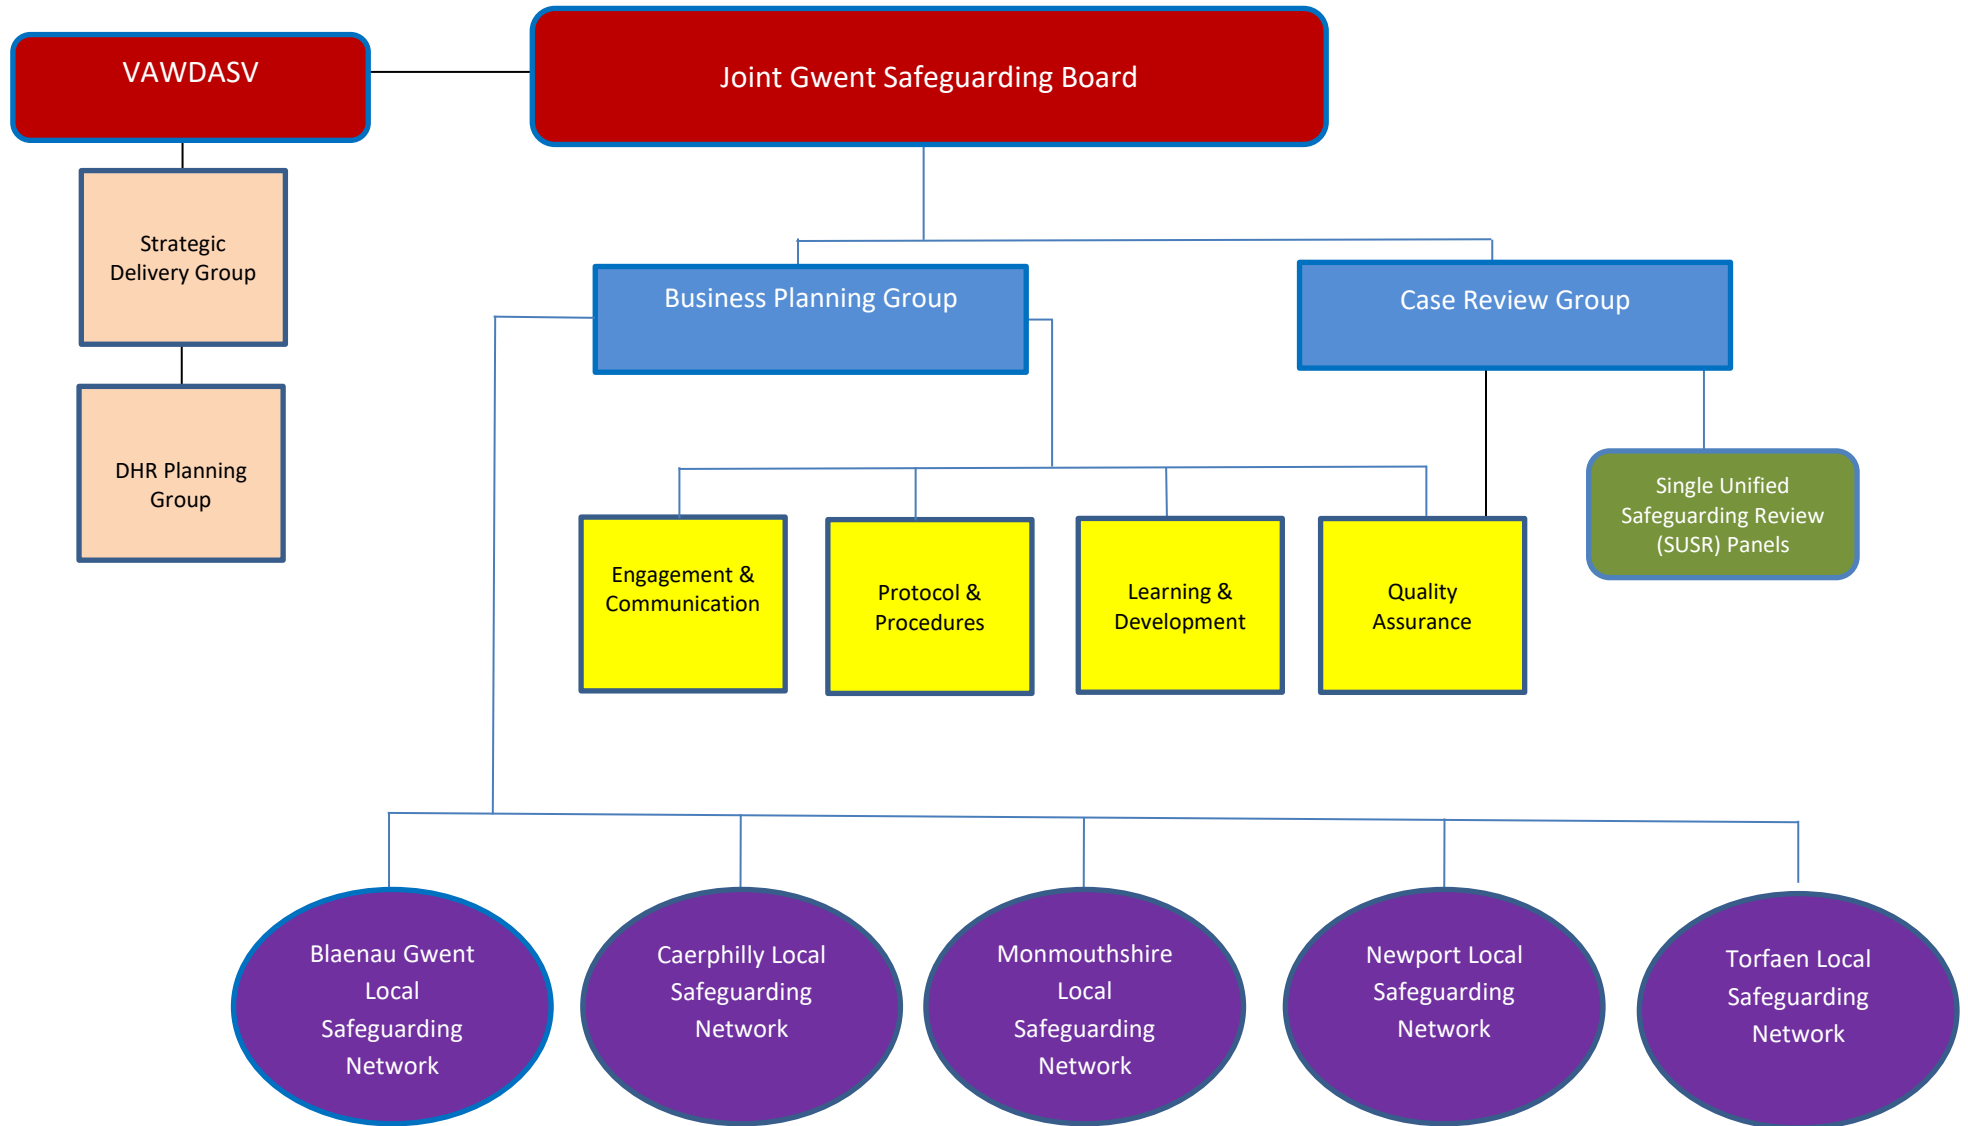 VAWDASV
Joint Gwent Safeguarding Board
Strategic
Delivery Group
Business Planning Group
Case Review Group
DHR Planning
Group
Single Unified
Safeguarding Review
(SUSR) Panels
Engagement &
Communication
Protocol &
Procedures
Learning &
Development
Quality
Assurance
Blaenau Gwent
Local
Safeguarding
Network
Caerphilly Local
Safeguarding
Network
Monmouthshire
Local
Safeguarding
Network
Newport Local
Safeguarding
Network
Torfaen Local
Safeguarding
Network